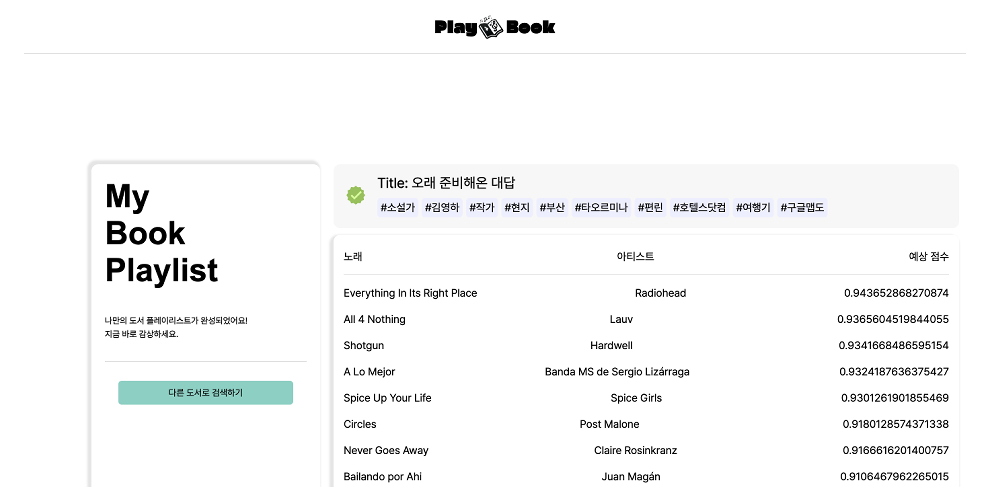 Play Book
My
Book
Playlist
나만의 도서 플레이리스트가 완성되었어요!
지금 바로 감상하세요.
다른 도서로 검색하기
Title: 오래 준비해온 대답
#소설가 #김영하 #작가 #현지 #부산 #타오르미나 #편린 #호텔스닷컴 #여행기 #구글맵도
노래 아티스트 예상 점수
Everything In Its Right Place Radiohead 0.943652868270874
All 4 Nothing Lauv 0.9365604519844055
Shotgun Hardwell 0.9341668486595154
A Lo Mejor Banda MS de Sergio Lizárraga 0.9324187636375427
Spice Up Your Life Spice Girls 0.9301261901855469
Circles Post Malone 0.9180128574371338
Never Goes Away Claire Rosinkranz 0.9166616201400757
Bailando por Ahi Juan Magán 0.9106467962265015